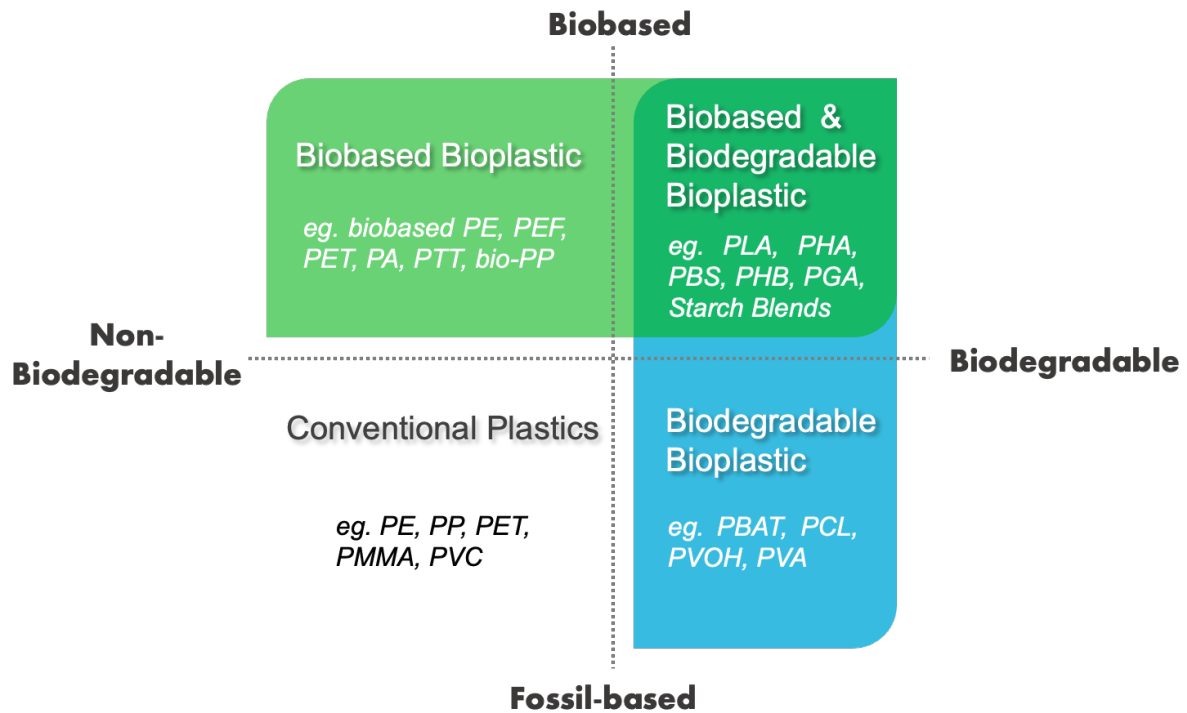 Biobased
Biobased Bioplastic
eg. biobased PE, PEF,
PET, PA, PTT, bio-PP
Biobased &
Biodegradable
Bioplastic
eg. PLA, PHA,
PBS, PHB, PGA,
Starch Blends
Non-
Biodegradable
Biodegradable
Conventional Plastics
eg. PE, PP, PET,
PMMA, PVC
Biodegradable
Bioplastic
eg. PBAT, PCL,
PVOH, PVA
Fossil-based